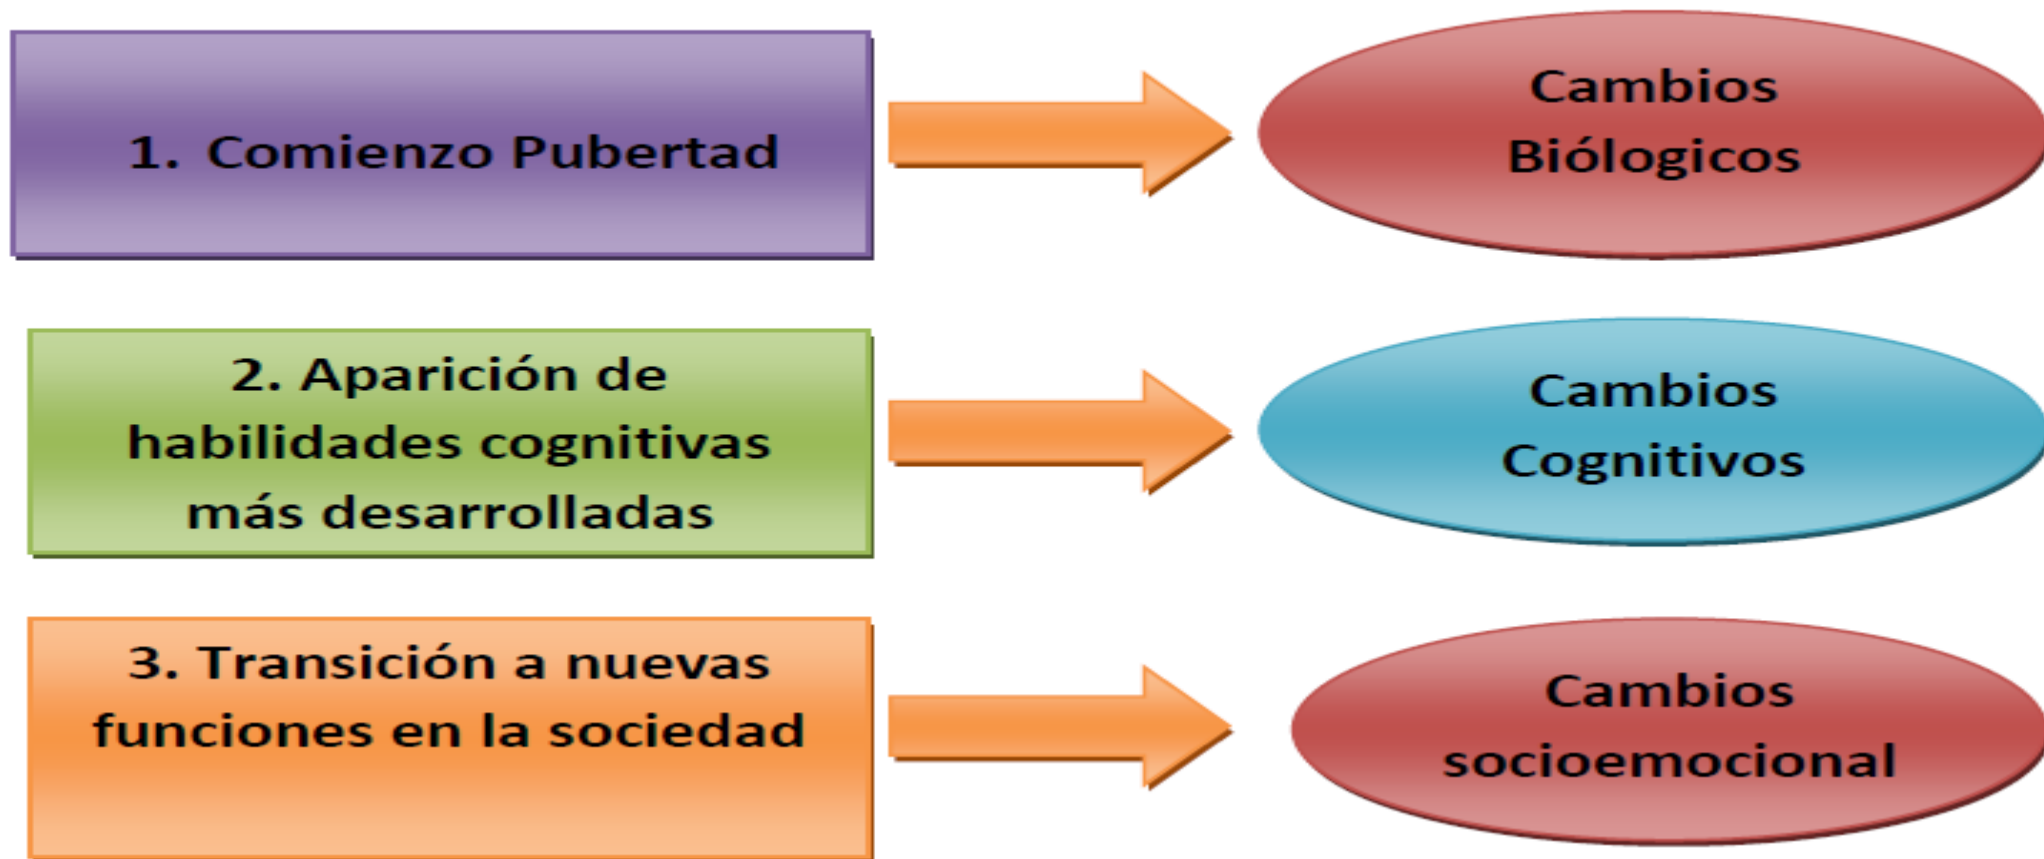 1. Comienzo Pubertad
Cambios
Biólogicos
2. Aparición de
habilidades cognitivas
más desarrolladas
Cambios
Cognitivos
3. Transición a nuevas
funciones en la sociedad
Cambios
socioemocional